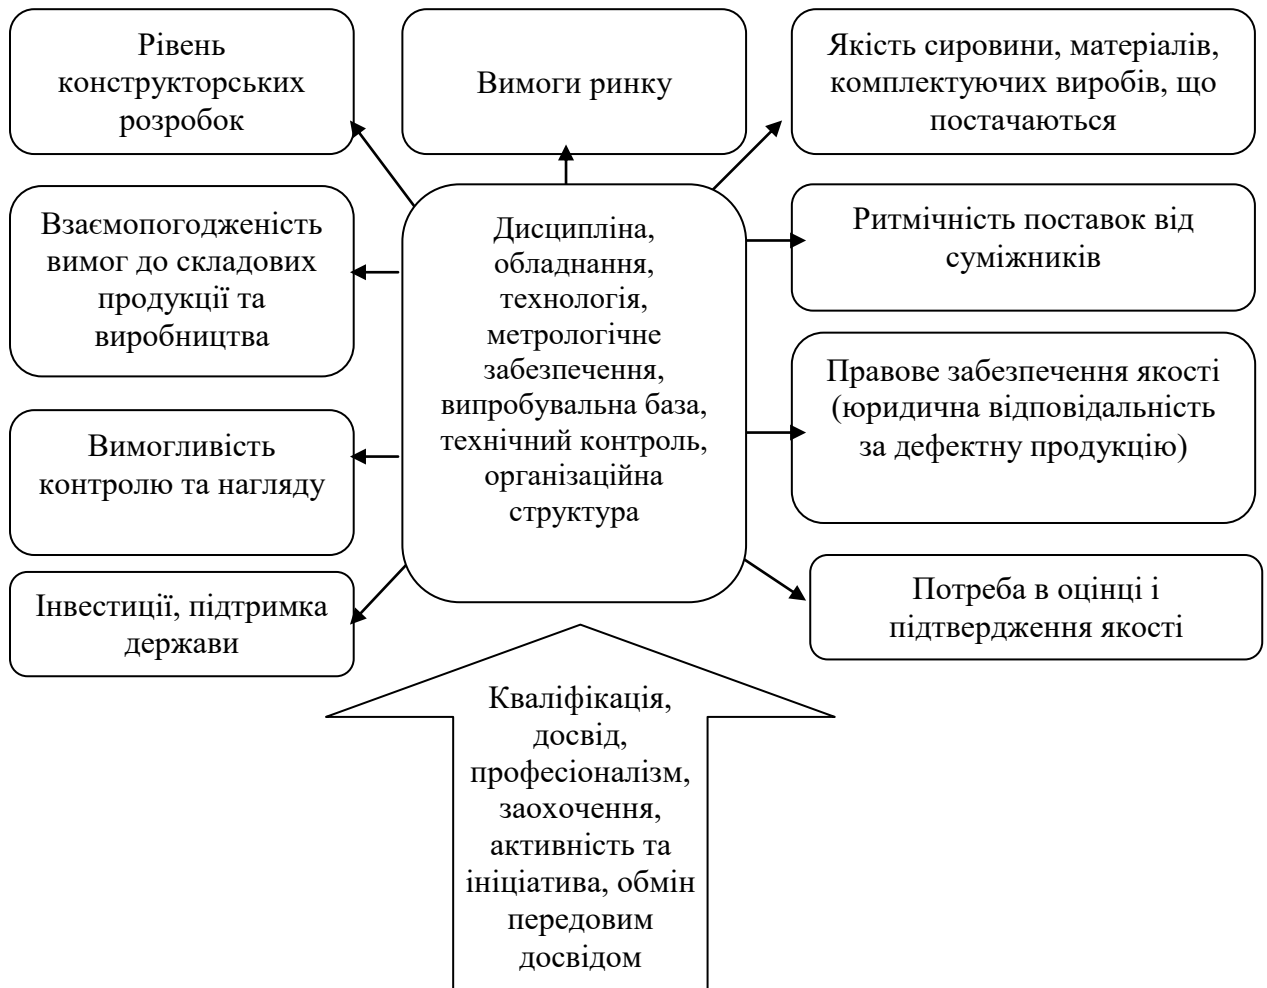 Рівень
конструкторських
розробок
Вимоги ринку
Якість сировини, матеріалів,
комплектуючих виробів, що
постачаються
Взаємопогодженість
вимог до складових
продукції та
виробництва
Дисципліна,
обладнання,
технологія,
метрологічне
забезпечення,
випробувальна база,
технічний контроль,
організаційна
структура
Ритмічність поставок від
суміжників
Правове забезпечення якості
(юридична відповідальність
за дефектну продукцію)
Вимогливість
контролю та нагляду
Інвестиції, підтримка
держави
Потреба в оцінці і
підтвердження якості
Кваліфікація,
досвід,
професіоналізм,
заохочення,
активність та
ініціатива, обмін
передовим
досвідом